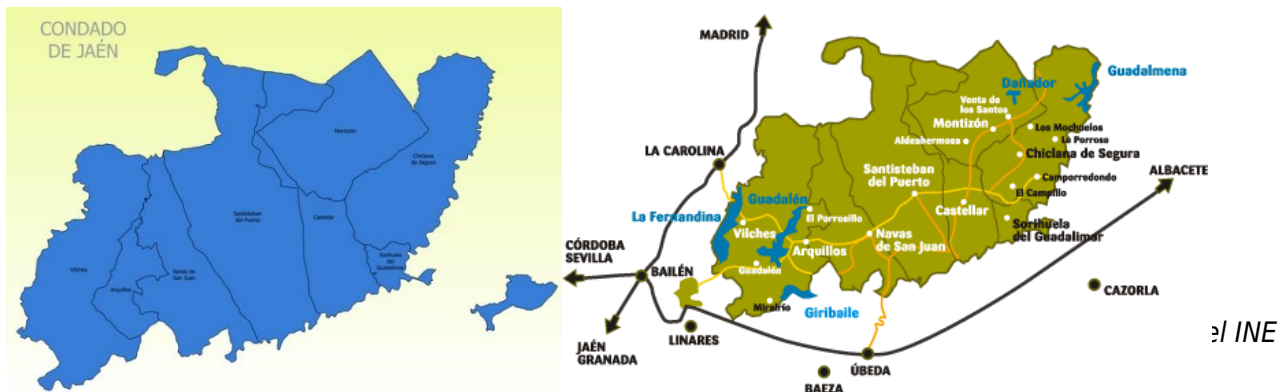 CONDADO
DE JAÉN
Montizón
Chiclana
de Segura
Santisteban
del Puerto
Castellar
Vilches
Navas de
San Juan
Arquillos
Sorihuela
del
Guadalimar
MADRID
Guadalmena
Dañador
Venta de
los Santos
Montizón
Los Mochuelos
Aldeahermosa
La Porrosa
LA CAROLINA
Chiclana de Segura
ALBACETE
Santisteban
del Puerto
Camporredondo
El Campillo
Guadalén
La Fernandina
El Porrosillo
Castellar
Sorihuela
del Guadalimar
Vilches
Navas
de San Juan
Arquillos
CÓRDOBA
SEVILLA
BAILÉN
Guadalén
CAZORLA
Miralrío
Giribaile
LINARES
JAÉN
GRANADA
ÚBEDA
BAEZA
el INE